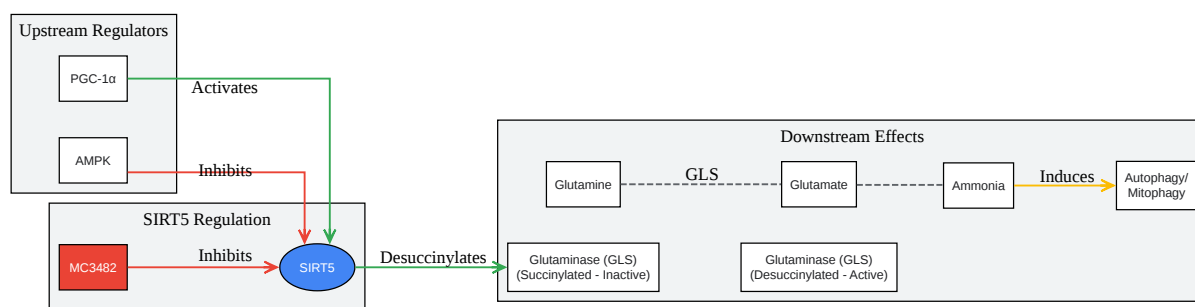 Upstream Regulators
PGC-1α
Activates
AMPK
Inhibits
SIRT5 Regulation
MC3482
Inhibits
SIRT5
Desuccinylates
Downstream Effects
Glutamine
GLS
Glutamate
Ammonia
Induces
Autophagy/
Mitophagy
Glutaminase (GLS)
(Succinylated - Inactive)
Glutaminase (GLS)
(Desuccinylated - Active)